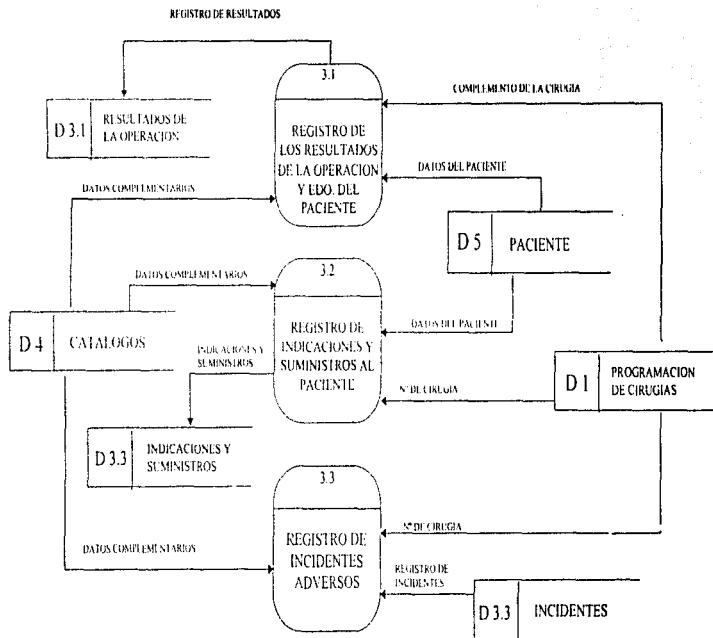 REGISTRO DE RESULTADOS
3.1
COMPLEMENTO DE LA CIRUGIA
D 3.1
RESULTADOS DE
LA OPERACION
REGISTRO DE
LOS RESULTADOS
DE LA OPERACION
Y EDO. DEL
PACIENTE
DATOS DEL PACIENTE
DATOS COMPLEMENTARIOS
D 5
PACIENTE
3.2
DATOS COMPLEMENTARIOS
REGISTRO DE
INDICACIONES Y
SUMINISTROS AL
PACIENTE
DATOS DEL PACIENTE
D 4
CATALOGOS
INDICACIONES Y
SUMINISTROS
D 1
PROGRAMACION
DE CIRUGIAS
Nº DE CIRUGIA
D 3.3
INDICACIONES Y
SUMINISTROS
3.3
Nº DE CIRUGIA
REGISTRO DE
INCIDENTES
ADVERSOS
DATOS COMPLEMENTARIOS
REGISTRO DE
INCIDENTES
D 3.3
INCIDENTES